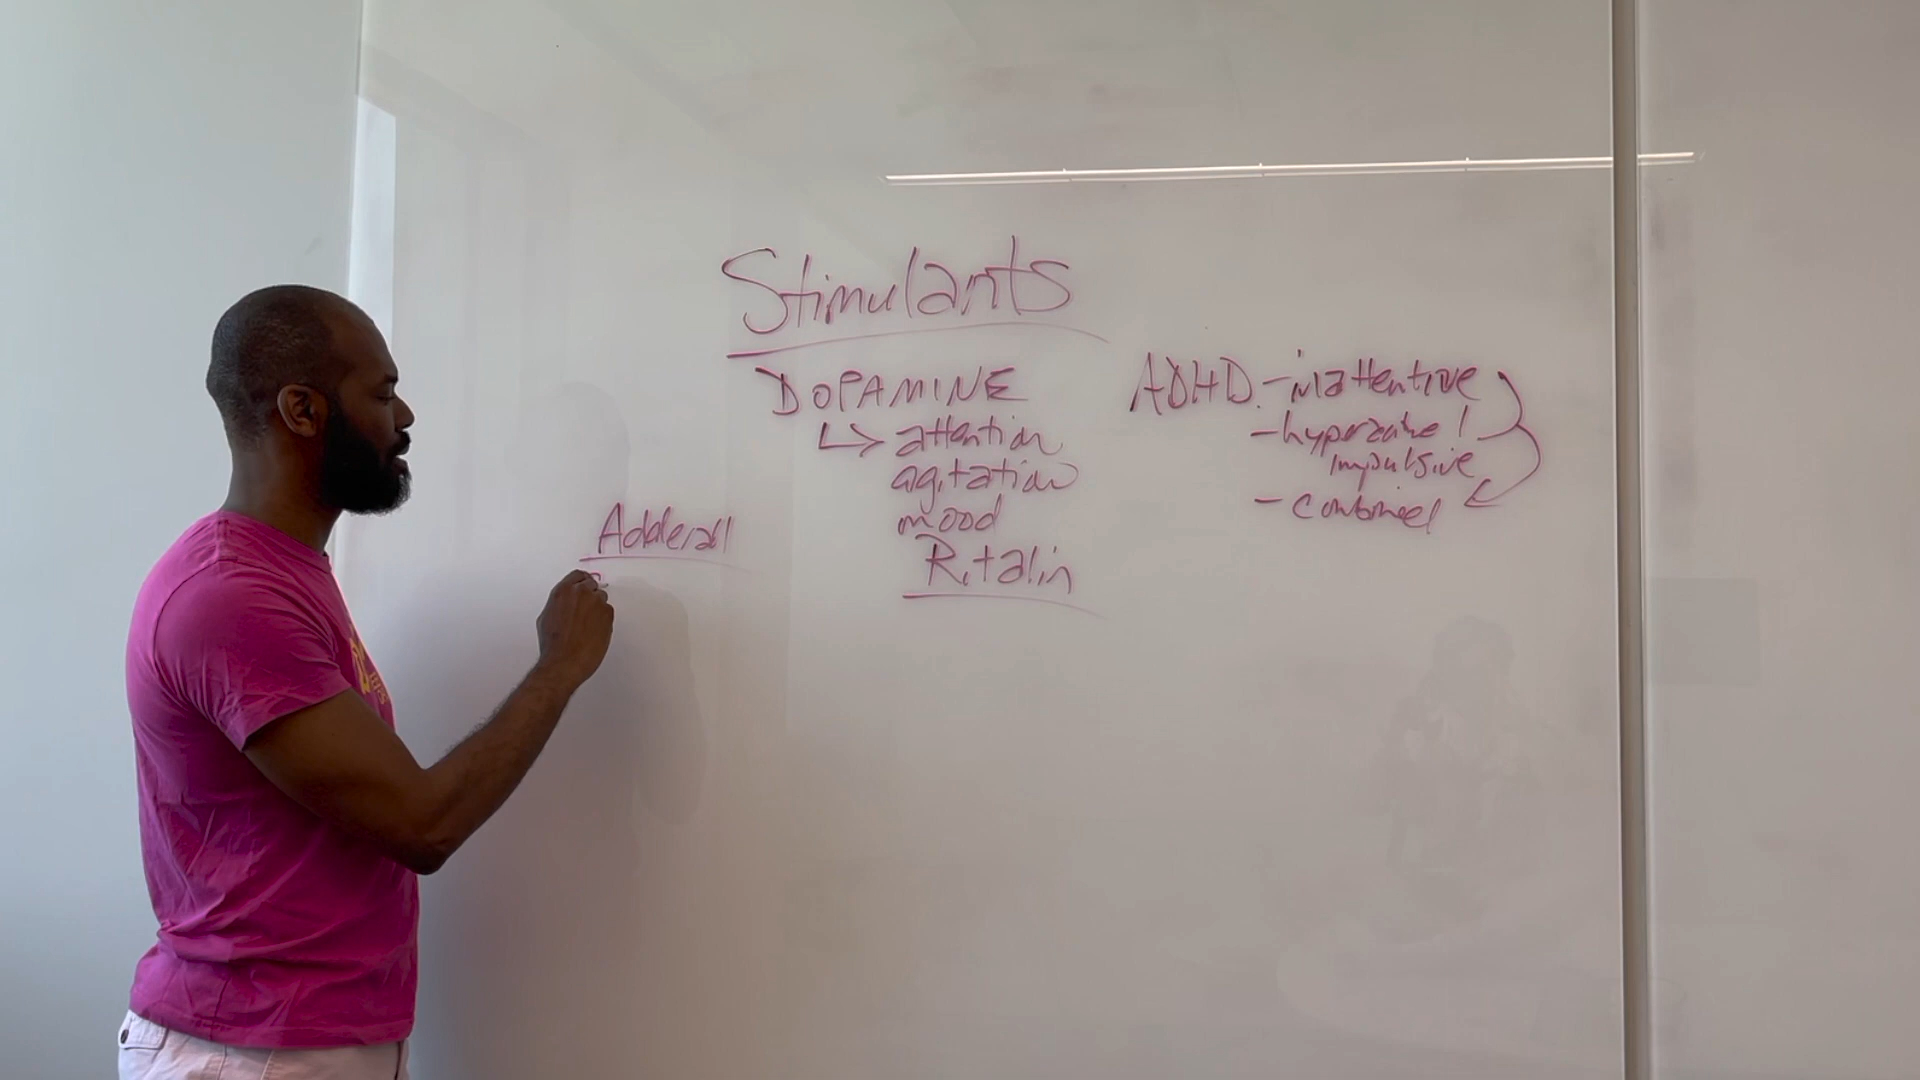 Stimulants
DOPAMINE
↳ attention
agitation
mood
ADHD - inattentive
- hyperactive /
impulsive
- combined
Adderall
Ritalin